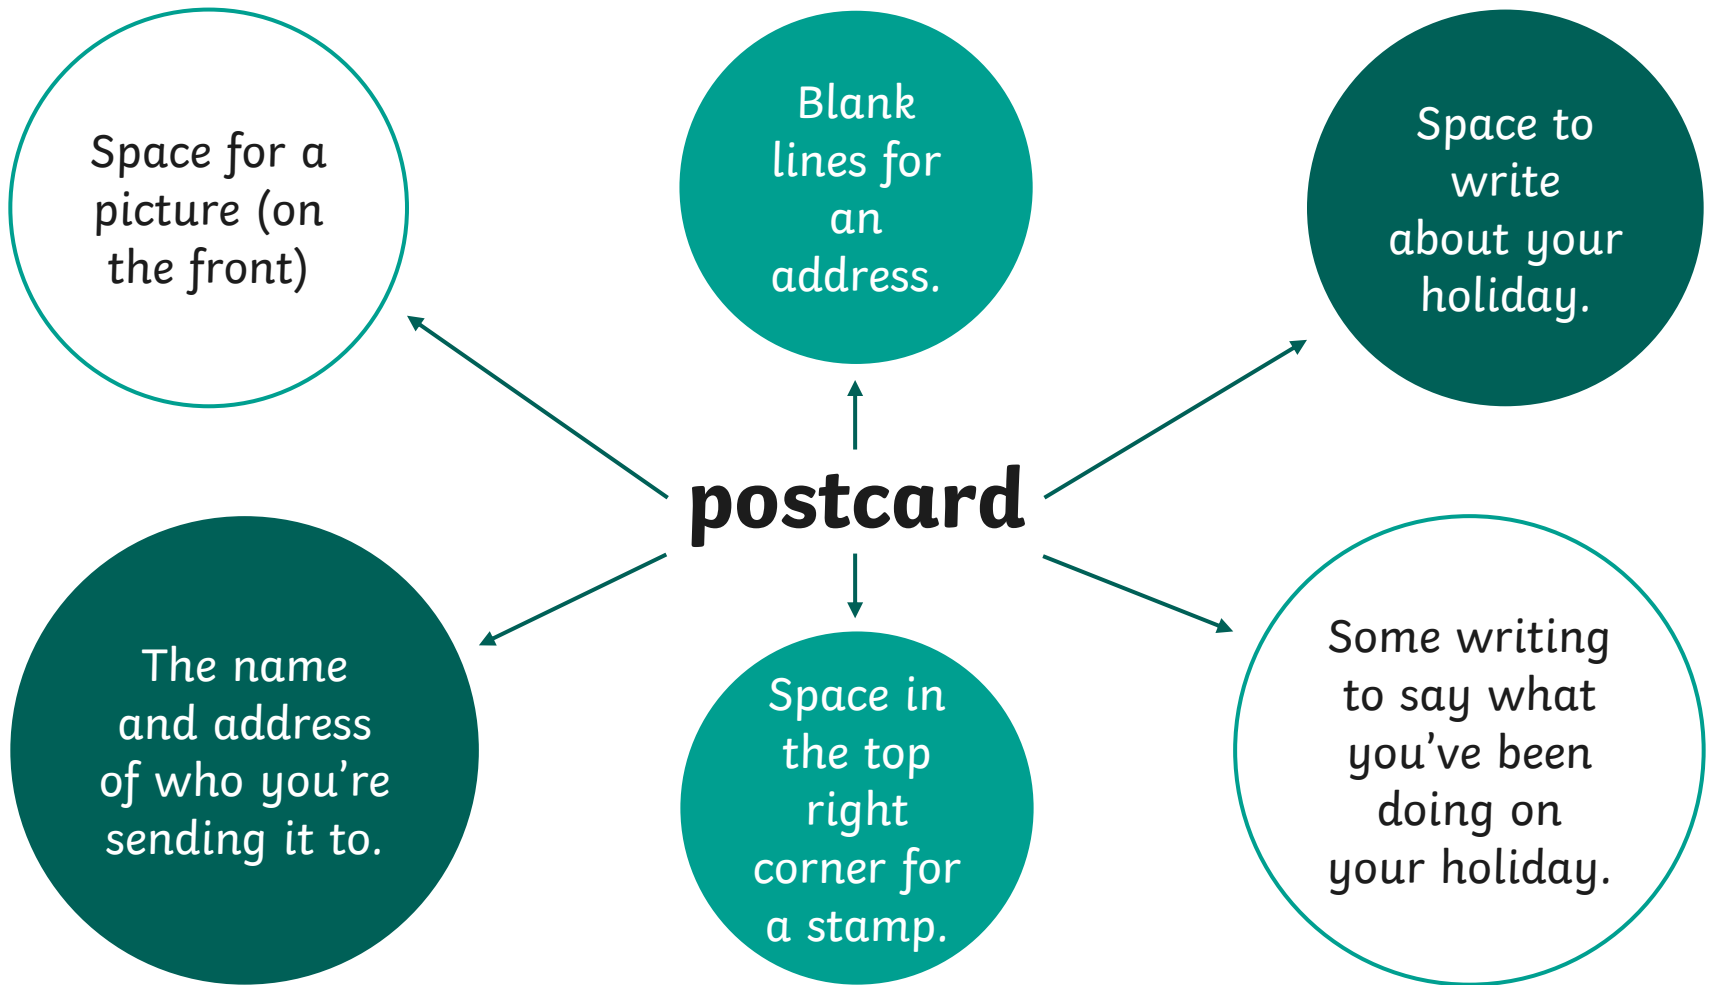 Space for a
picture (on
the front)
Blank
lines for
an
address.
Space to
write
about your
holiday.
postcard
The name
and address
of who you're
sending it to.
Space in
the top
right
corner for
a stamp.
Some writing
to say what
you've been
doing on
your holiday.